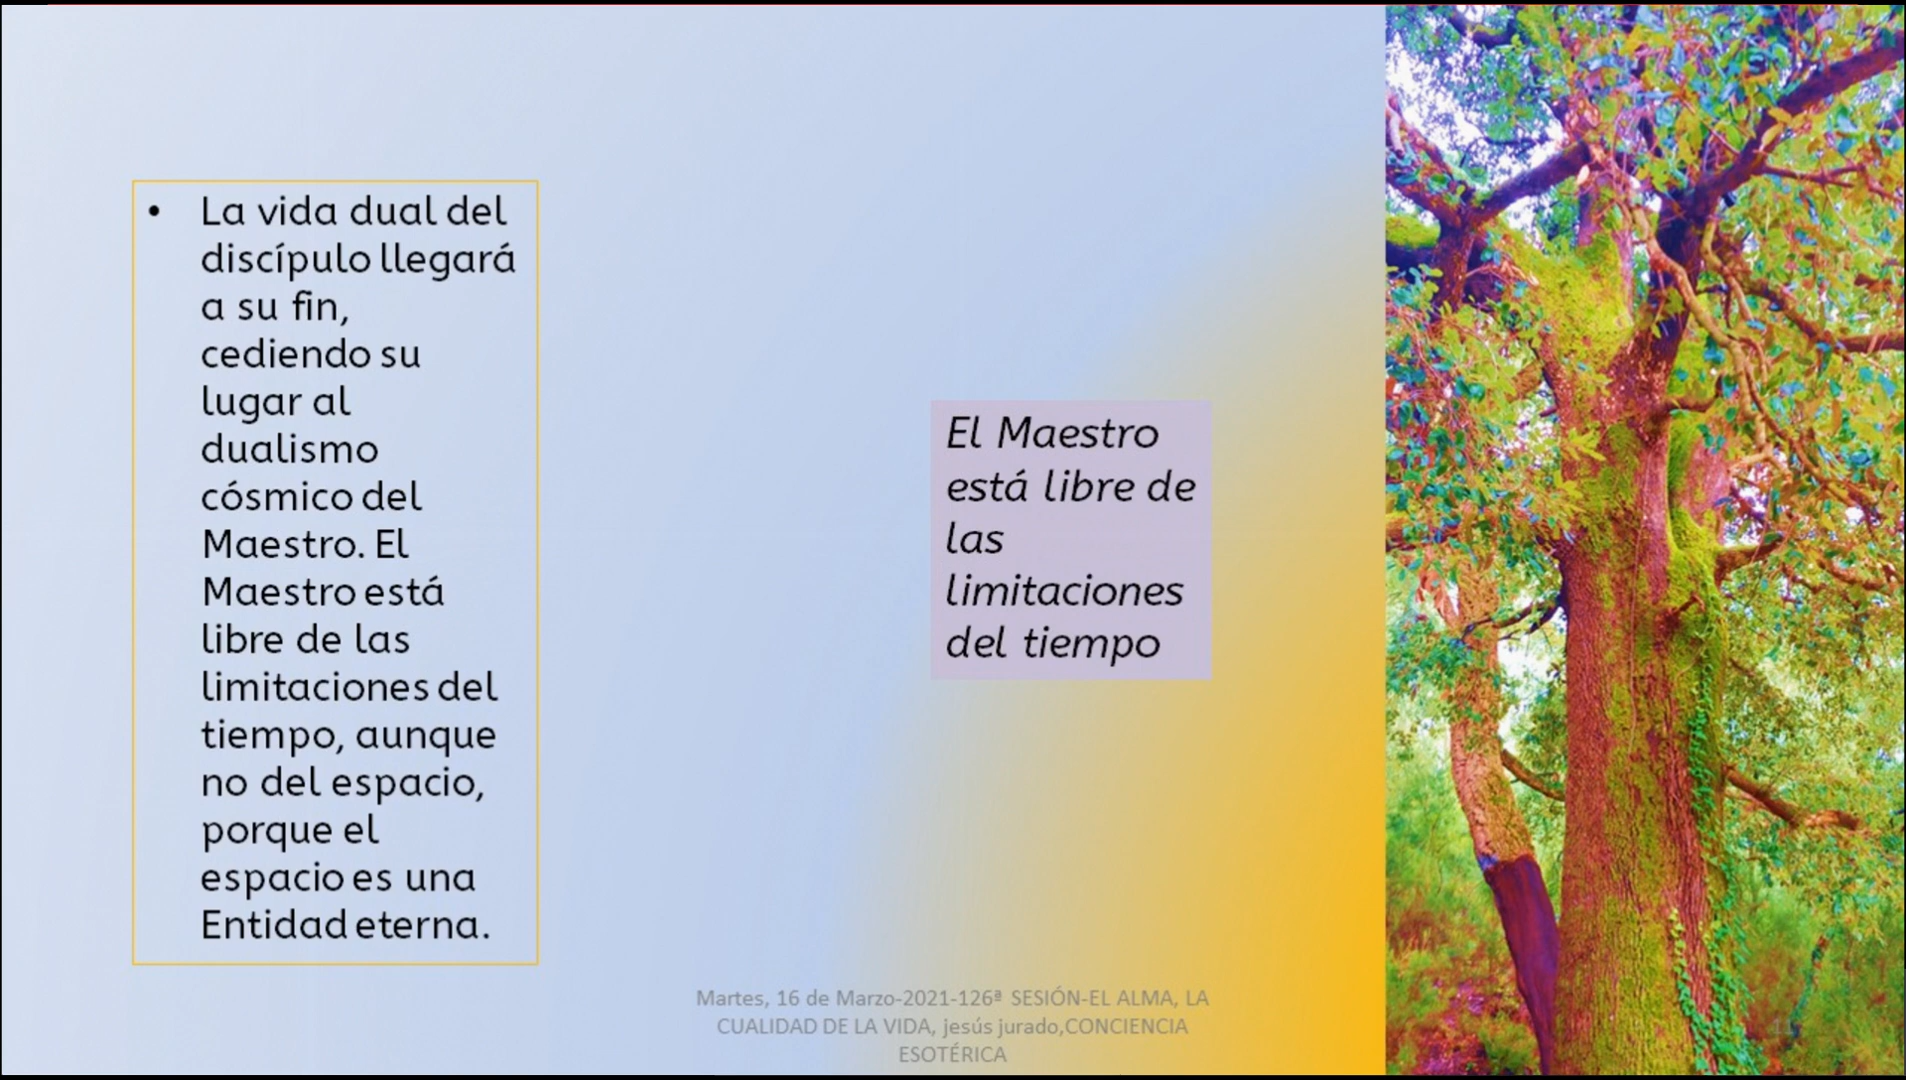 • La vida dual del
discípulo llegará
a su fin,
cediendo su
lugar al
dualismo
cósmico del
Maestro. El
Maestro está
libre de las
limitaciones del
tiempo, aunque
no del espacio,
porque el
espacio es una
Entidad eterna.
El Maestro
está libre de
las
limitaciones
del tiempo
Martes, 16 de Marzo-2021-126ª SESIÓN-EL ALMA, LA
CUALIDAD DE LA VIDA, jesús jurado,CONCIENCIA
ESOTÉRICA